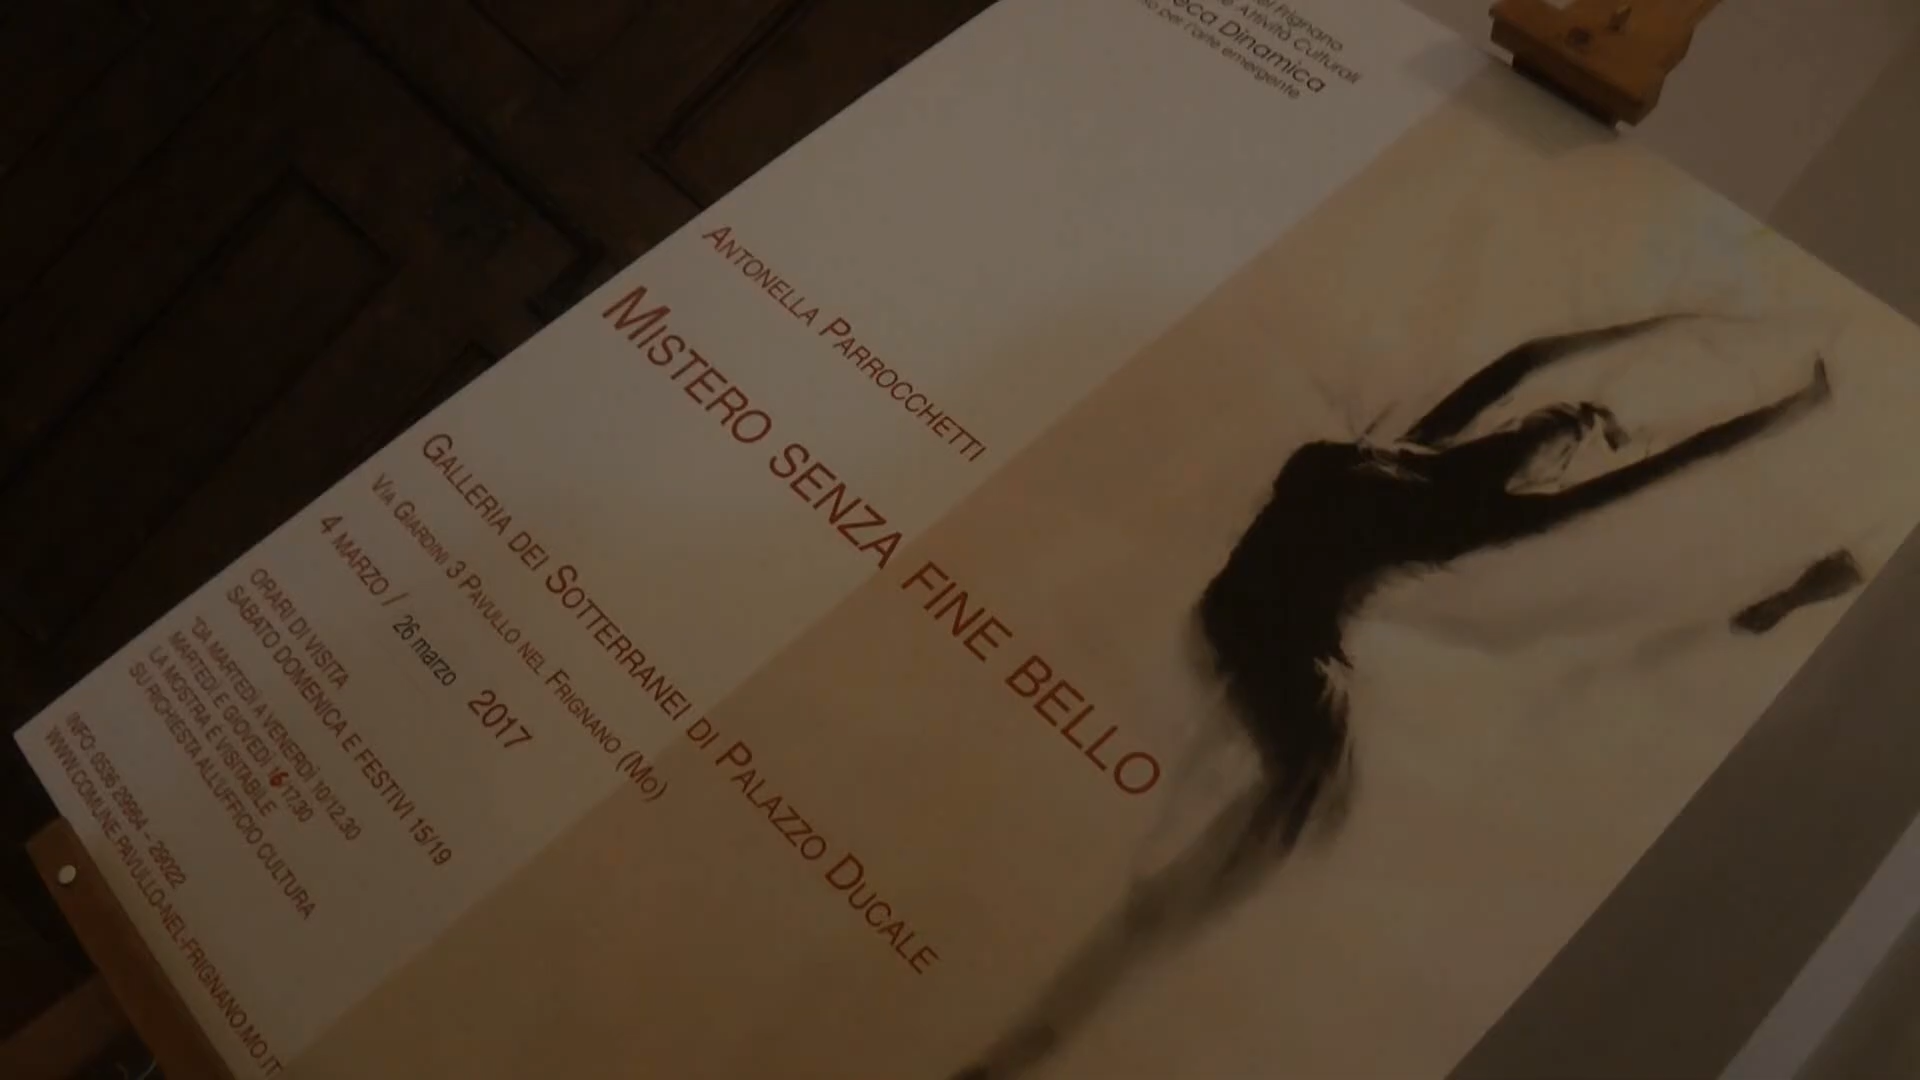 Frignano
e Attività Culturali
eca Dinamica
per l'arte emergente
ANTONELLA PARROCCHETTI
MISTERO SENZA FINE BELLO
GALLERIA DEI SOTTERRANEI DI PALAZZO DUCALE
VIA GIARDINI 3 PAVULLO NEL FRIGNANO (MO)
4 MARZO / 26 marzo 2017
ORARI DI VISITA
SABATO DOMENICA E FESTIVI 15/19
"DA MARTEDÌ A VENERDÌ 10/12.30
MARTEDÌ E GIOVEDÌ 16 17.30
LA MOSTRA È VISITABILE
SU RICHIESTA ALL'UFFICIO CULTURA
INFO: 0536 29964 - 29022
WWW.COMUNE.PAVULLO-NEL-FRIGNANO.MO.IT